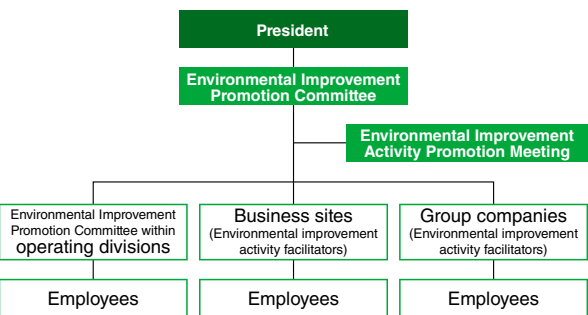 President
Environmental Improvement
Promotion Committee
Environmental Improvement
Activity Promotion Meeting
Environmental Improvement
Promotion Committee within
operating divisions
Business sites
(Environmental improvement
activity facilitators)
Group companies
(Environmental improvement
activity facilitators)
Employees
Employees
Employees